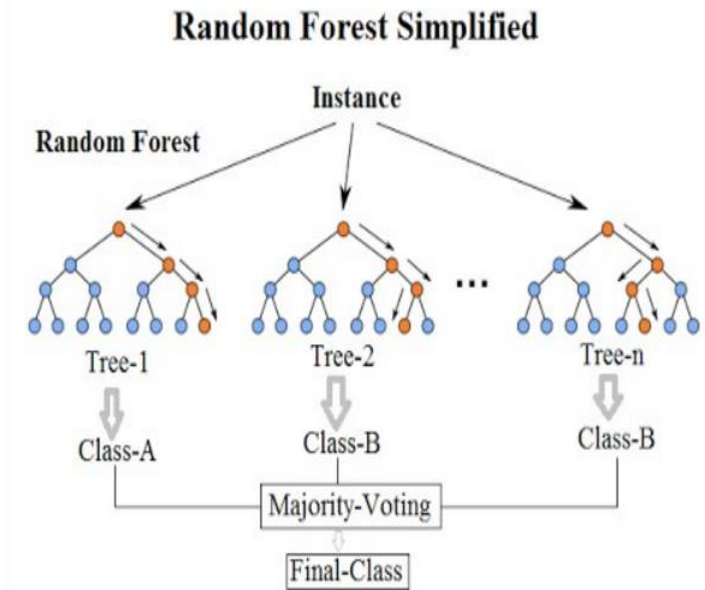 Random Forest Simplified
Instance
Random Forest
...
Tree-1
Tree-2
Tree-n
Class-A
Class-B
Class-B
Majority-Voting
Final-Class